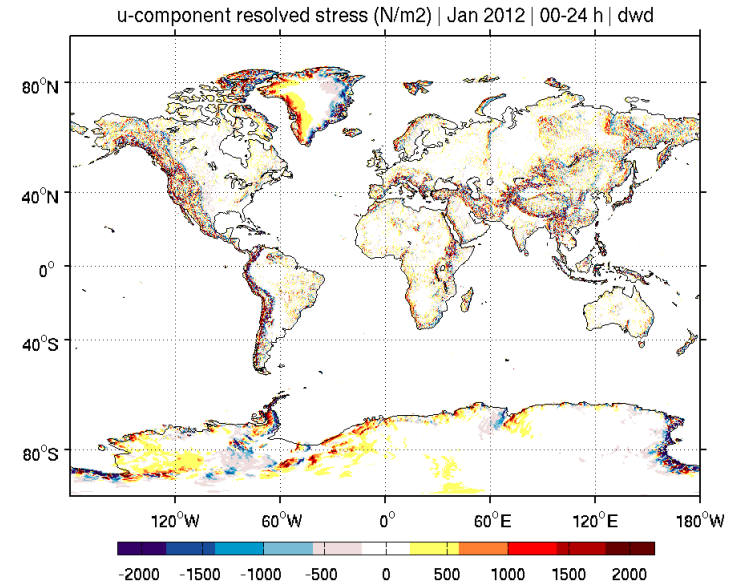 u-component resolved stress (N/m2) | Jan 2012 | 00-24 h | dwd
80°N
40°N
0°
40°S
80°S
120°W 60°W 0° 60°E 120°E 180°W
-2000 -1500 -1000 -500 0 500 1000 1500 2000